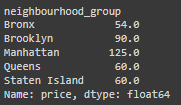 neighbourhood_group
Bronx 54.0
Brooklyn 90.0
Manhattan 125.0
Queens 60.0
Staten Island 60.0
Name: price, dtype: float64